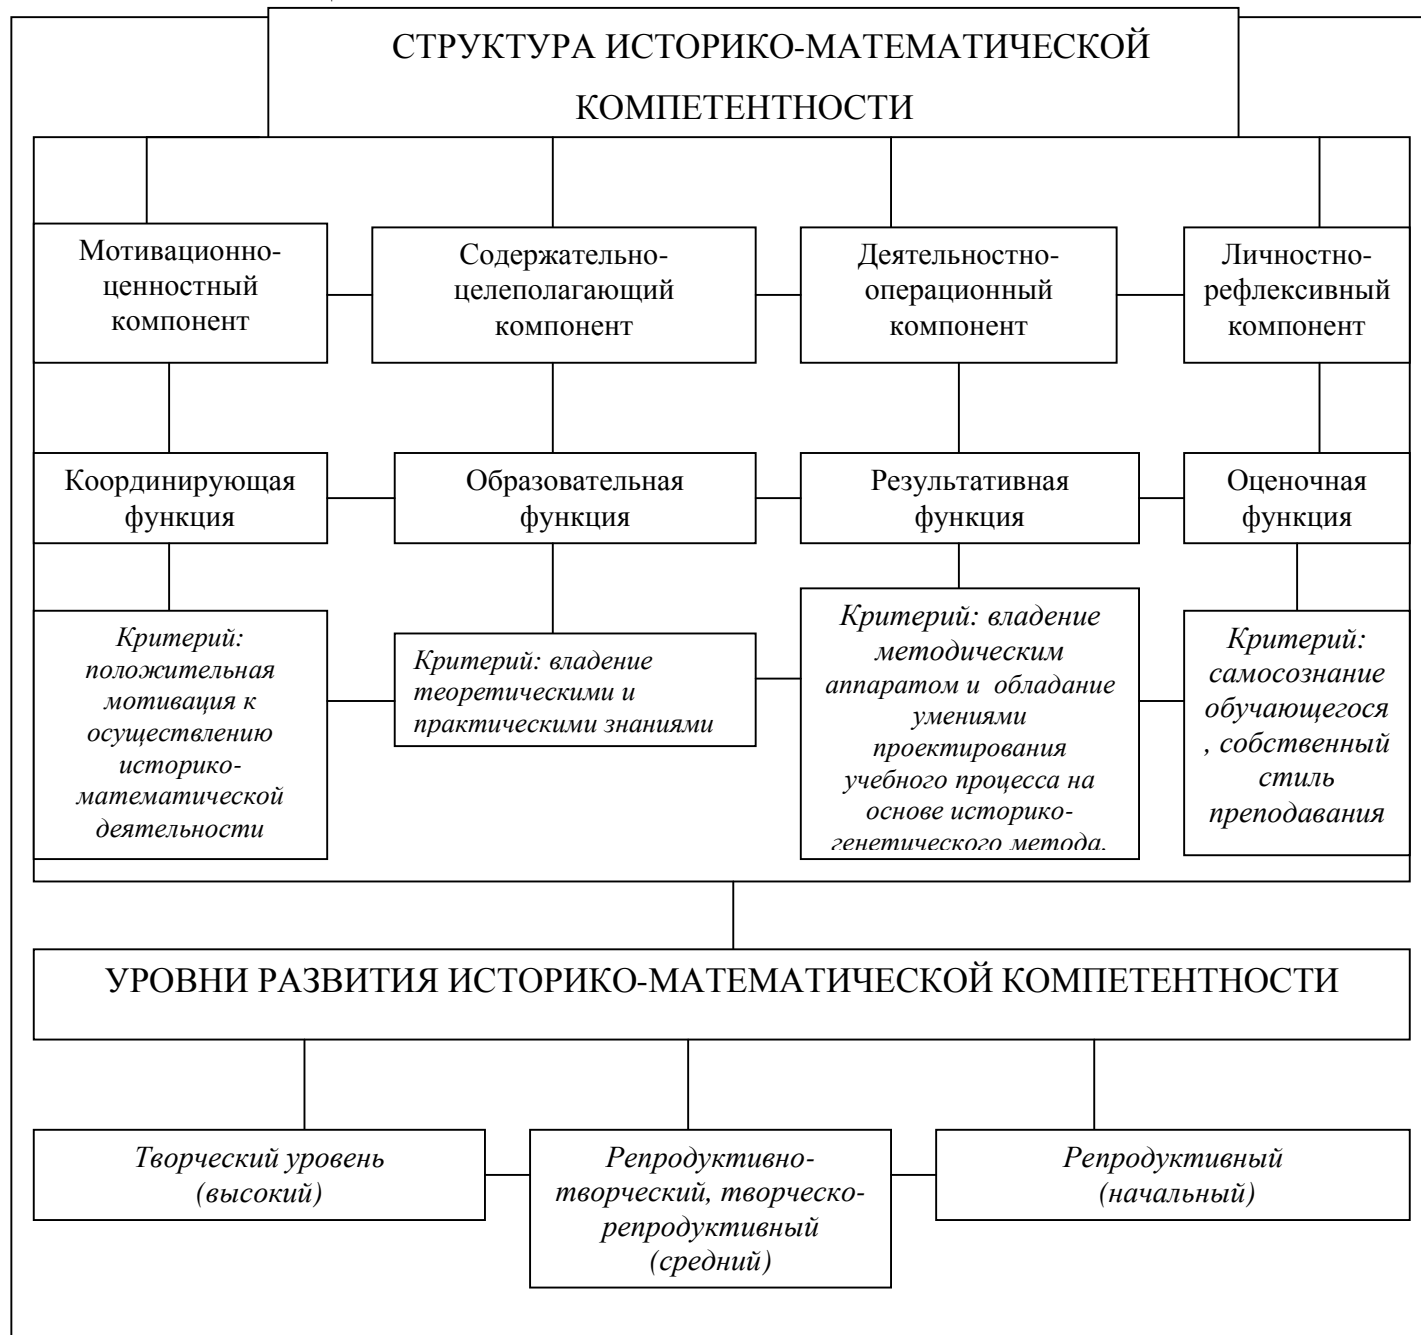 СТРУКТУРА ИСТОРИКО-МАТЕМАТИЧЕСКОЙ
КОМПЕТЕНТНОСТИ
Мотивационно-
ценностный
компонент
Содержательно-
целеполагающий
компонент
Деятельностно-
операционный
компонент
Личностно-
рефлексивный
компонент
Координирующая
функция
Образовательная
функция
Результативная
функция
Оценочная
функция
Критерий:
положительная
мотивация к
осуществлению
историко-
математической
деятельности
Критерий: владение
теоретическими и
практическими знаниями
Критерий: владение
методическим
аппаратом и обладание
умениями
проектирования
учебного процесса на
основе историко-
генетического метода.
Критерий:
самосознание
обучающегося
, собственный
стиль
преподавания
УРОВНИ РАЗВИТИЯ ИСТОРИКО-МАТЕМАТИЧЕСКОЙ КОМПЕТЕНТНОСТИ
Творческий уровень
(высокий)
Репродуктивно-
творческий, творческо-
репродуктивный
(средний)
Репродуктивный
(начальный)